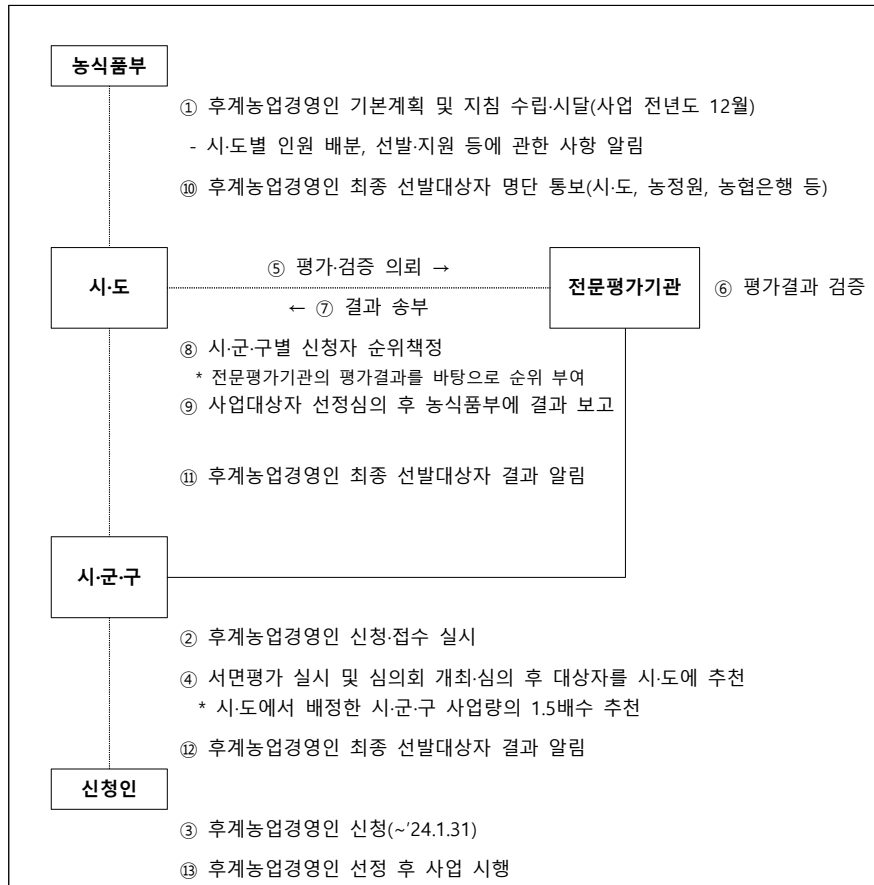 농식품부
① 후계농업경영인 기본계획 및 지침 수립·시달(사업 전년도 12월)
- 시·도별 인원 배분, 선발·지원 등에 관한 사항 알림
⑩ 후계농업경영인 최종 선발대상자 명단 통보(시·도, 농정원, 농협은행 등)
시·도
⑤ 평가·검증 의뢰 →
← ⑦ 결과 송부
전문평가기관
⑥ 평가결과 검증
⑧ 시·군·구별 신청자 순위책정
* 전문평가기관의 평가결과를 바탕으로 순위 부여
⑨ 사업대상자 선정심의 후 농식품부에 결과 보고
⑪ 후계농업경영인 최종 선발대상자 결과 알림
시·군·구
② 후계농업경영인 신청·접수 실시
④ 서면평가 실시 및 심의회 개최·심의 후 대상자를 시·도에 추천
* 시·도에서 배정한 시·군·구 사업량의 1.5배수 추천
⑫ 후계농업경영인 최종 선발대상자 결과 알림
신청인
③ 후계농업경영인 신청(~'24.1.31)
⑬ 후계농업경영인 선정 후 사업 시행